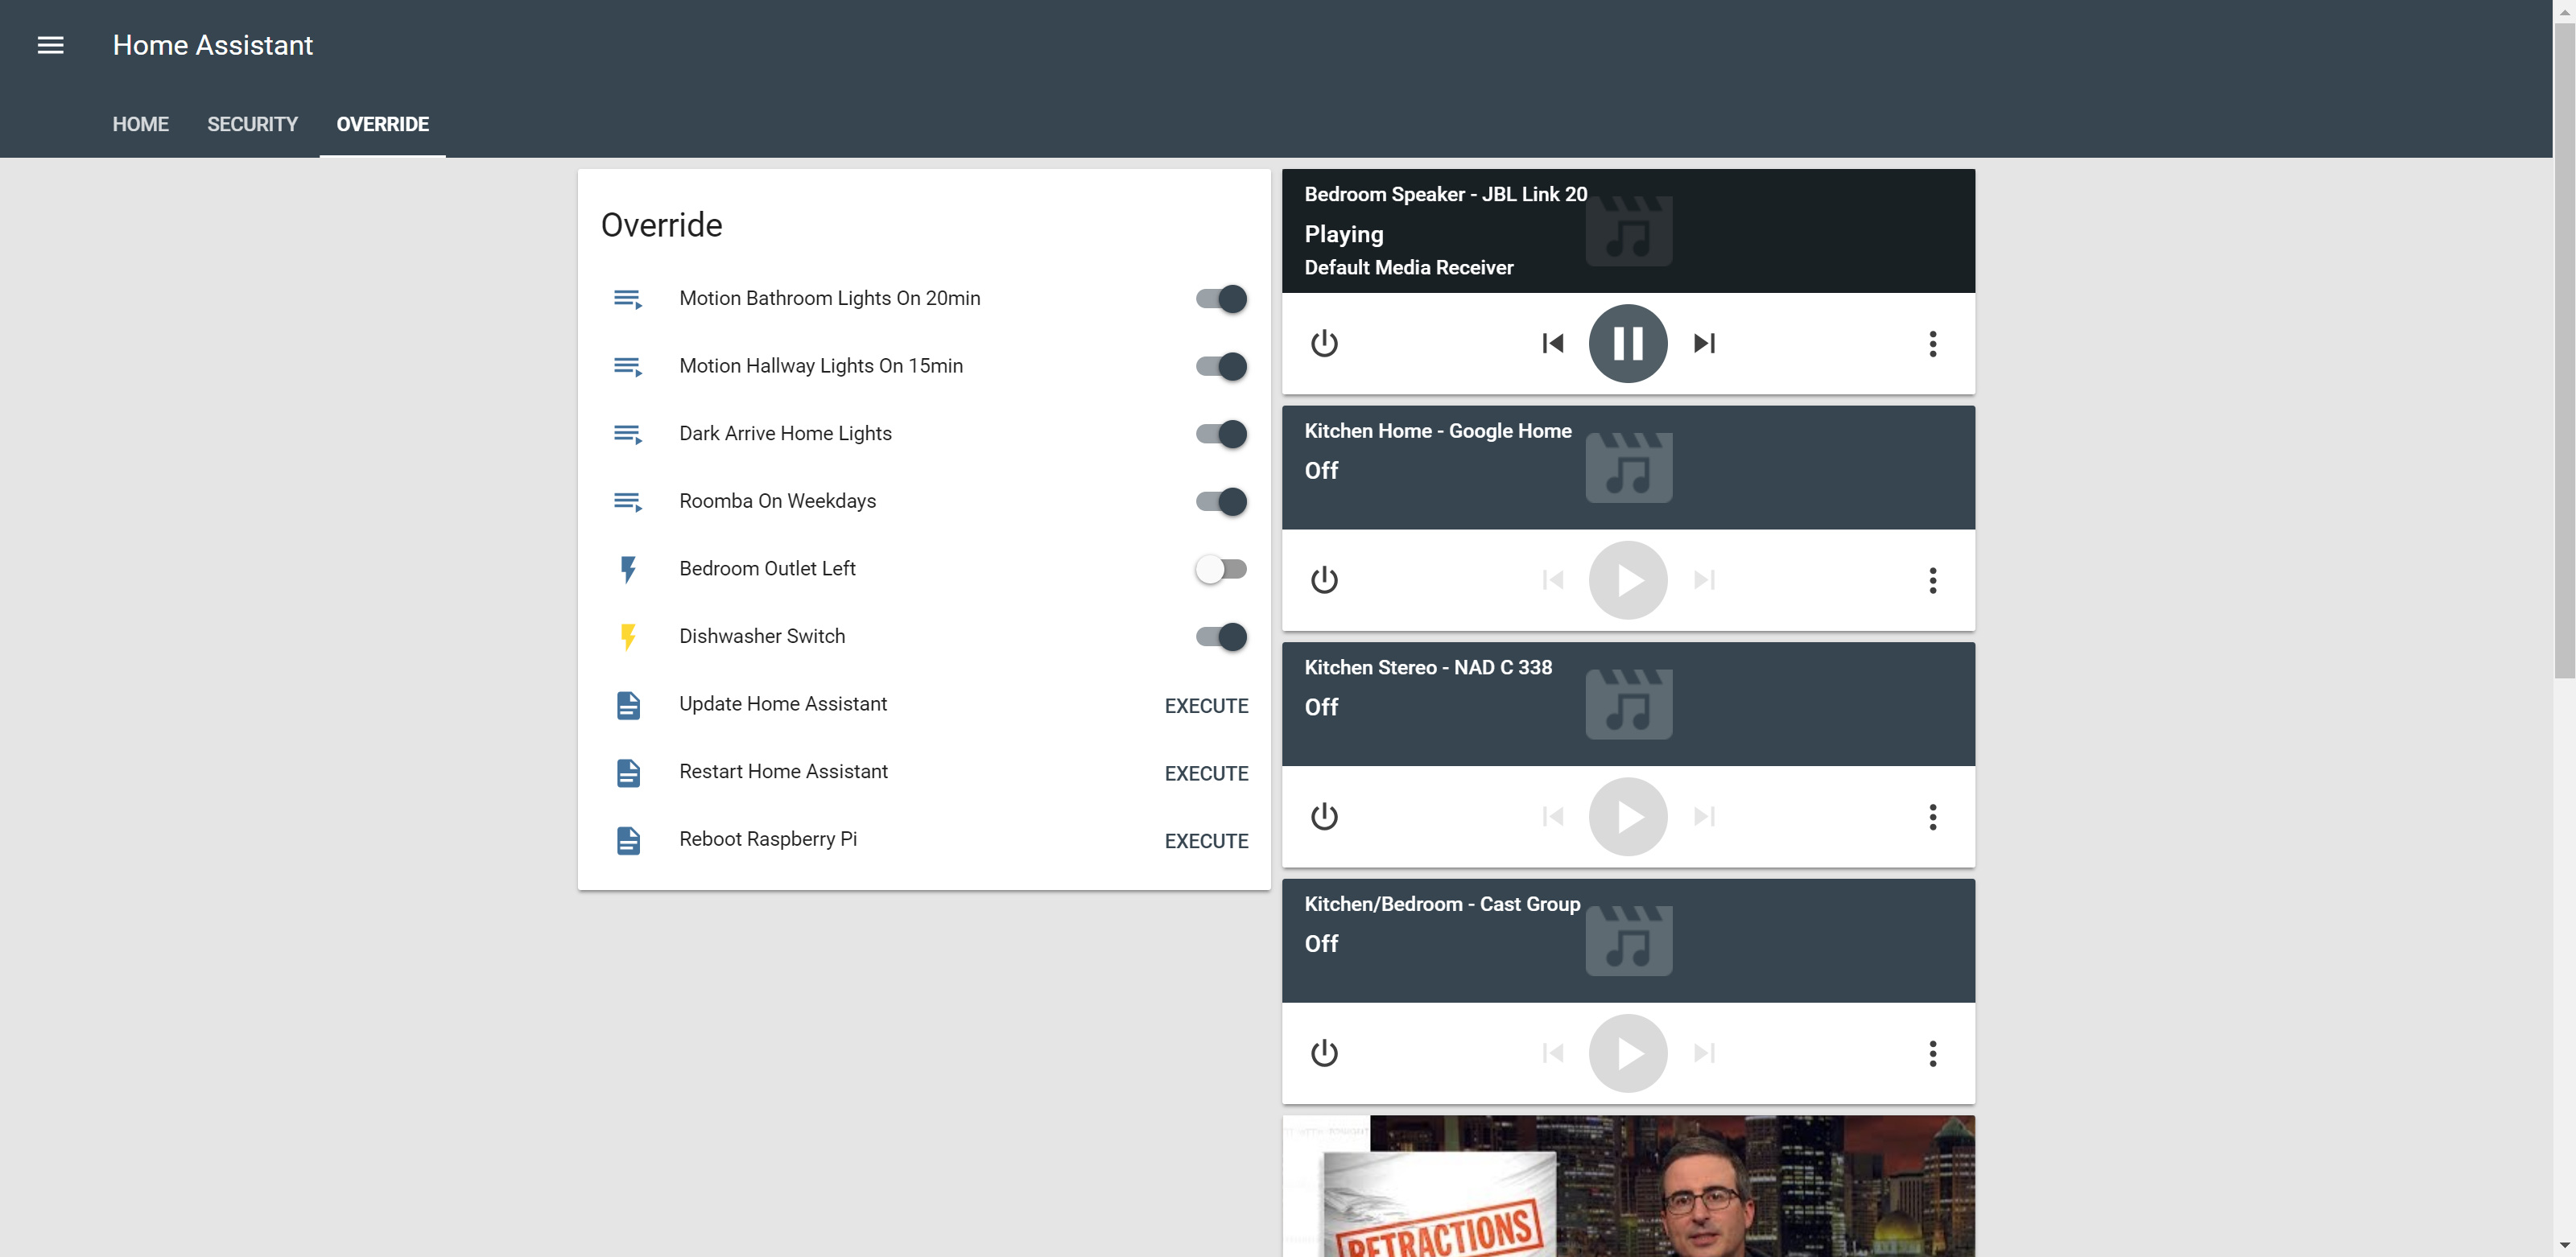 Home Assistant
HOME SECURITY OVERRIDE
Override
Motion Bathroom Lights On 20min
Motion Hallway Lights On 15min
Dark Arrive Home Lights
Roomba On Weekdays
Bedroom Outlet Left
Dishwasher Switch
Update Home Assistant EXECUTE
Restart Home Assistant EXECUTE
Reboot Raspberry Pi EXECUTE
Bedroom Speaker - JBL Link 20
Playing
Default Media Receiver
Kitchen Home - Google Home
Off
Kitchen Stereo - NAD C 338
Off
Kitchen/Bedroom - Cast Group
Off
RETRACTIONS